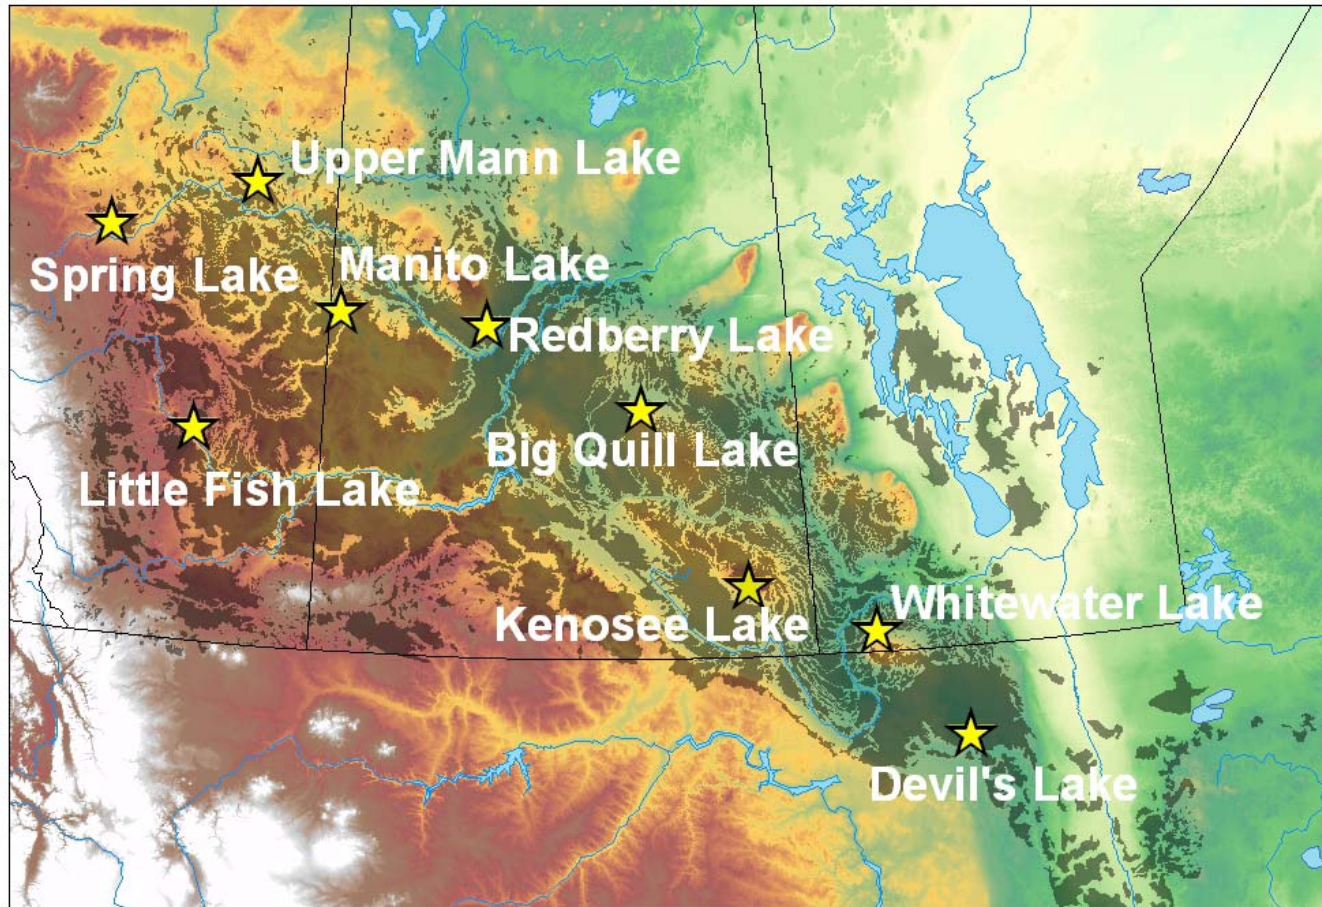 Upper Mann Lake
Spring Lake
Manito Lake
Redberry Lake
Big Quill Lake
Little Fish Lake
Whitewater Lake
Kenosee Lake
Devil's Lake